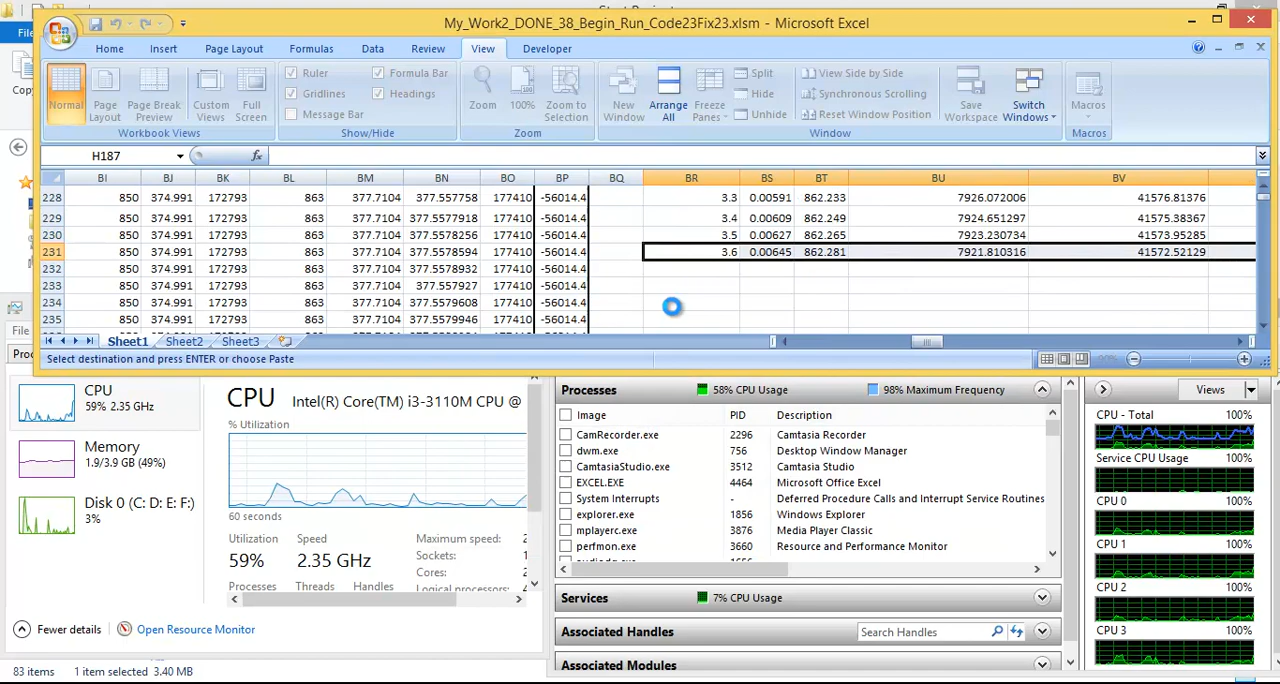 Start
My_Work2_DONE_38_Begin_Run_Code23Fix23.xlsm - Microsoft Excel
Home Insert Page Layout Formulas Data Review View Developer
Normal
Page Layout
Page Break Preview
Custom Views
Full Screen
Workbook Views
Ruler
Formula Bar
Gridlines
Headings
Message Bar
Show/Hide
Zoom
100%
Zoom to Selection
Zoom
New Window
Arrange All
Freeze Panes
Split
Hide
Unhide
View Side by Side
Synchronous Scrolling
Reset Window Position
Window
Save Workspace
Switch Windows
Macros
Macros
H187 fx
BI BJ BK BL BM BN BO BP BQ BR BS BT BU BV
228 850 374.991 172793 863 377.7104 377.557758 177410 -56014.4 3.3 0.00591 862.233 7926.072006 41576.81376
229 850 374.991 172793 863 377.7104 377.5577918 177410 -56014.4 3.4 0.00609 862.249 7924.651297 41575.38367
230 850 374.991 172793 863 377.7104 377.5578256 177410 -56014.4 3.5 0.00627 862.265 7923.230734 41573.95285
231 850 374.991 172793 863 377.7104 377.5578594 177410 -56014.4 3.6 0.00645 862.281 7921.810316 41572.52129
232 850 374.991 172793 863 377.7104 377.5578932 177410 -56014.4
233 850 374.991 172793 863 377.7104 377.557927 177410 -56014.4
234 850 374.991 172793 863 377.7104 377.5579608 177410 -56014.4
235 850 374.991 172793 863 377.7104 377.5579946 177410 -56014.4
Sheet1 Sheet2 Sheet3
Select destination and press ENTER or choose Paste
File
CPU
59% 2.35 GHz
Memory
1.9/3.9 GB (49%)
Disk 0 (C: D: E: F:)
3%
CPU Intel(R) Core(TM) i3-3110M CPU @
% Utilization
60 seconds
Utilization Speed
59% 2.35 GHz
Processes Threads Handles
Maximum speed:
Sockets:
Cores:
Logical processors:
Fewer details Open Resource Monitor
83 items 1 item selected 3.40 MB
Processes 58% CPU Usage 98% Maximum Frequency
Image PID Description
CamRecorder.exe 2296 Camtasia Recorder
dwm.exe 756 Desktop Window Manager
CamtasiaStudio.exe 3512 Camtasia Studio
EXCEL.EXE 4464 Microsoft Office Excel
System Interrupts - Deferred Procedure Calls and Interrupt Service Routines
explorer.exe 1856 Windows Explorer
mplayerc.exe 3876 Media Player Classic
perfmon.exe 3660 Resource and Performance Monitor
Services 7% CPU Usage
Associated Handles Search Handles
Associated Modules
Views
CPU - Total 100%
Service CPU Usage 100%
CPU 0 100%
CPU 1 100%
CPU 2 100%
CPU 3 100%